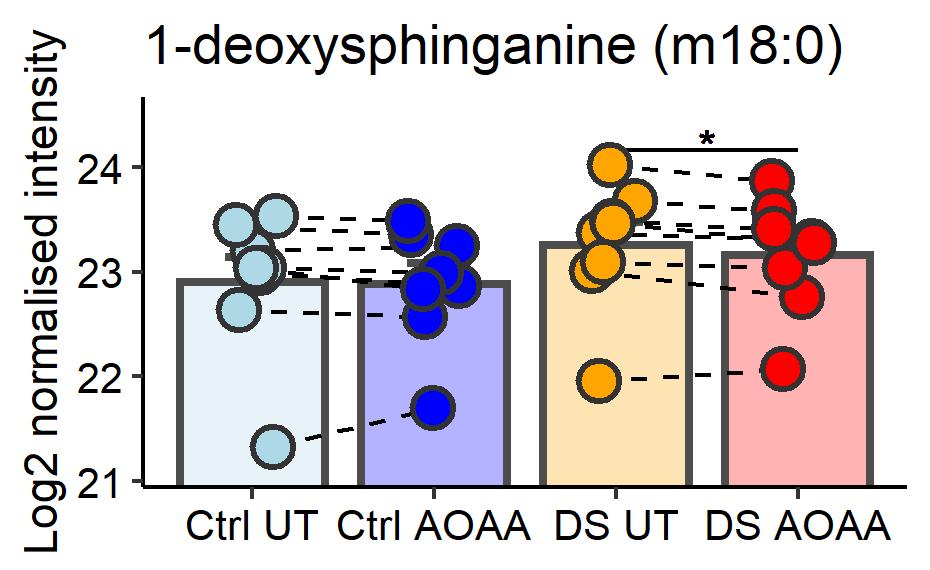 1-deoxysphinganine (m18:0)
Log2 normalised intensity
24
23
22
21
*
Ctrl UT Ctrl AOAA DS UT DS AOAA